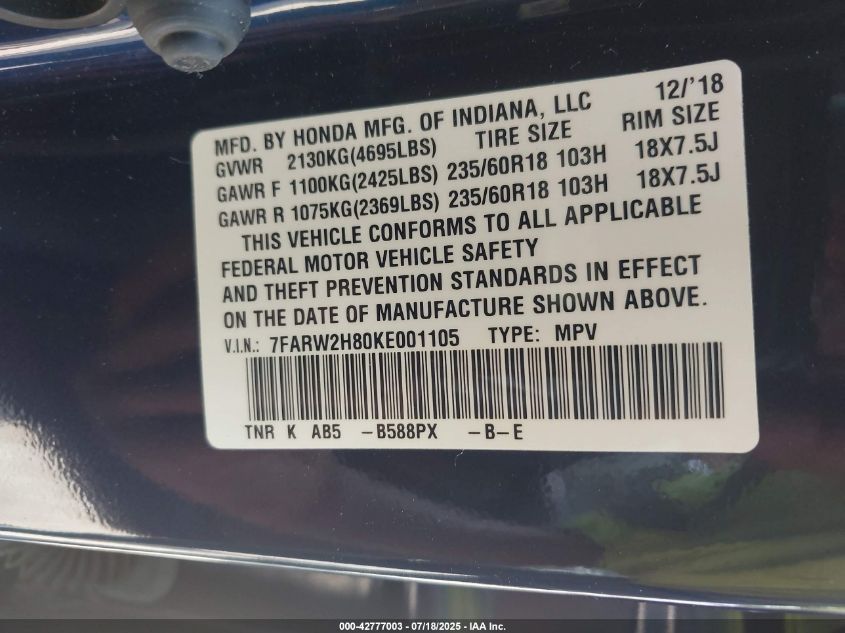 12/'18
MFD. BY HONDA MFG. OF INDIANA, LLC
GVWR 2130KG(4695LBS) TIRE SIZE RIM SIZE
GAWR F 1100KG(2425LBS) 235/60R18 103H 18X7.5J
GAWR R 1075KG(2369LBS) 235/60R18 103H 18X7.5J
THIS VEHICLE CONFORMS TO ALL APPLICABLE
FEDERAL MOTOR VEHICLE SAFETY
AND THEFT PREVENTION STANDARDS IN EFFECT
ON THE DATE OF MANUFACTURE SHOWN ABOVE.
V.I.N.: 7FARW2H80KE001105 TYPE: MPV
TNR K AB5 -B588PX -B-E
000-42777003 - 07/18/2025 - IAA Inc.